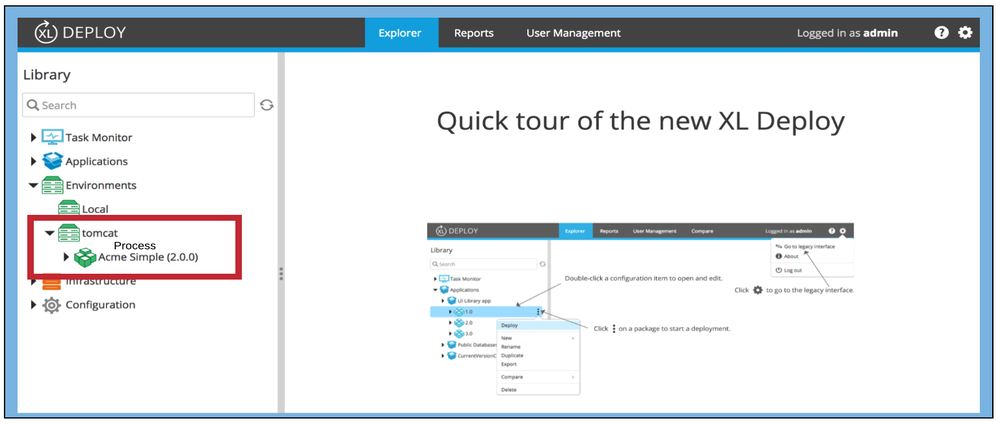 XL DEPLOY
Explorer Reports User Management Logged in as admin ?
Library
Search
Task Monitor
Applications
Environments
Local
tomcat
Process
Acme Simple (2.0.0)
Infrastructure
Configuration
Quick tour of the new XL Deploy
XL DEPLOY
Explorer Reports User Management Compare Logged in as admin ?
Library
Search
Task Monitor
Applications
UI Library app
1.0
2.0
3.0
Public Databases
CurrentVersionC
Deploy
New
Rename
Duplicate
Export
Compare
Delete
Go to legacy interface
About
Log out
Double-click a configuration item to open and edit.
Click to go to the legacy interface.
Click on a package to start a deployment.